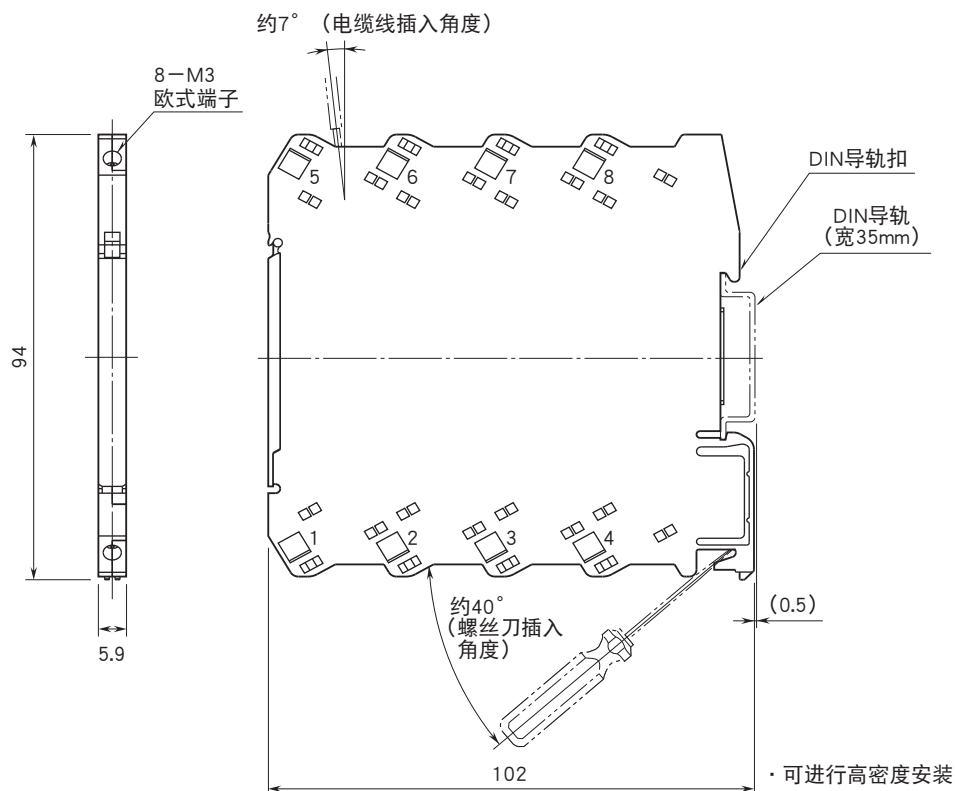 约7°（电缆线插入角度）
8－M3
欧式端子
5
6
7
8
DIN导轨扣
DIN导轨
（宽35mm）
94
1
2
3
4
约40°
（螺丝刀插入
角度）
(0.5)
5.9
102
·可进行高密度安装